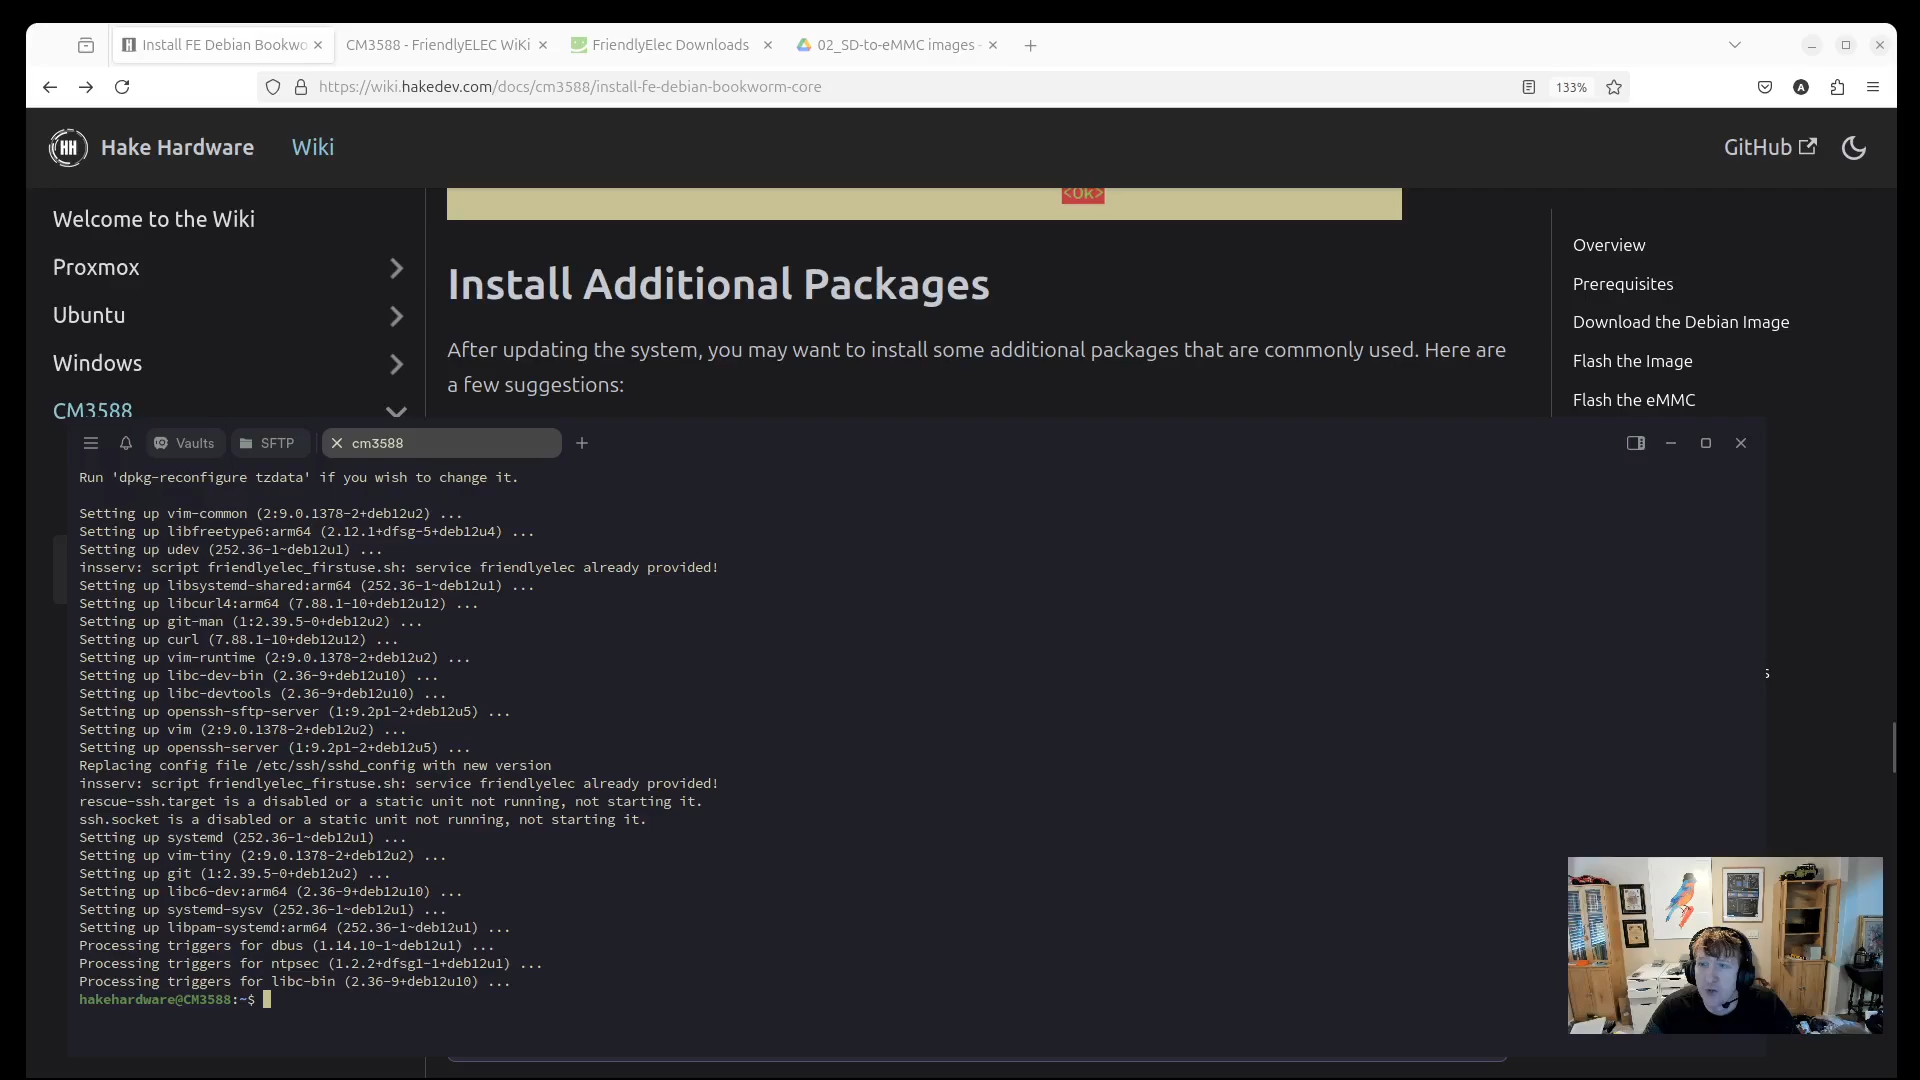 Install FE Debian Bookwo
CM3588 - FriendlyELEC WiKi
FriendlyElec Downloads
02_SD-to-eMMC images -
https://wiki.hakedev.com/docs/cm3588/install-fe-debian-bookworm-core
133%
A
HH
Hake Hardware
Wiki
GitHub
Welcome to the Wiki
Proxmox
Ubuntu
Windows
CM3588
<Ok>
Install Additional Packages
After updating the system, you may want to install some additional packages that are commonly used. Here are
a few suggestions:
Overview
Prerequisites
Download the Debian Image
Flash the Image
Flash the eMMC
Vaults
SFTP
cm3588
Run 'dpkg-reconfigure tzdata' if you wish to change it.
Setting up vim-common (2:9.0.1378-2+deb12u2) ...
Setting up libfreetype6:arm64 (2.12.1+dfsg-5+deb12u4) ...
Setting up udev (252.36-1~deb12u1) ...
insserv: script friendlyelec_firstuse.sh: service friendlyelec already provided!
Setting up libsystemd-shared:arm64 (252.36-1~deb12u1) ...
Setting up libcurl4:arm64 (7.88.1-10+deb12u12) ...
Setting up git-man (1:2.39.5-0+deb12u2) ...
Setting up curl (7.88.1-10+deb12u12) ...
Setting up vim-runtime (2:9.0.1378-2+deb12u2) ...
Setting up libc-dev-bin (2.36-9+deb12u10) ...
Setting up libc-devtools (2.36-9+deb12u10) ...
Setting up openssh-sftp-server (1:9.2p1-2+deb12u5) ...
Setting up vim (2:9.0.1378-2+deb12u2) ...
Setting up openssh-server (1:9.2p1-2+deb12u5) ...
Replacing config file /etc/ssh/sshd_config with new version
insserv: script friendlyelec_firstuse.sh: service friendlyelec already provided!
rescue-ssh.target is a disabled or a static unit not running, not starting it.
ssh.socket is a disabled or a static unit not running, not starting it.
Setting up systemd (252.36-1~deb12u1) ...
Setting up vim-tiny (2:9.0.1378-2+deb12u2) ...
Setting up git (1:2.39.5-0+deb12u2) ...
Setting up libc6-dev:arm64 (2.36-9+deb12u10) ...
Setting up systemd-sysv (252.36-1~deb12u1) ...
Setting up libpam-systemd:arm64 (252.36-1~deb12u1) ...
Processing triggers for dbus (1.14.10-1~deb12u1) ...
Processing triggers for ntpsec (1.2.2+dfsg1-1+deb12u1) ...
Processing triggers for libc-bin (2.36-9+deb12u10) ...
hakehardware@CM3588:~$